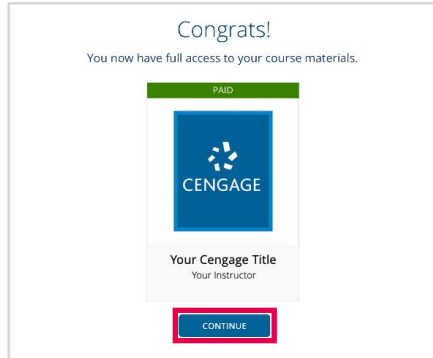 Congrats!
You now have full access to your course materials.
PAID
CENGAGE
Your Cengage Title
Your Instructor
CONTINUE